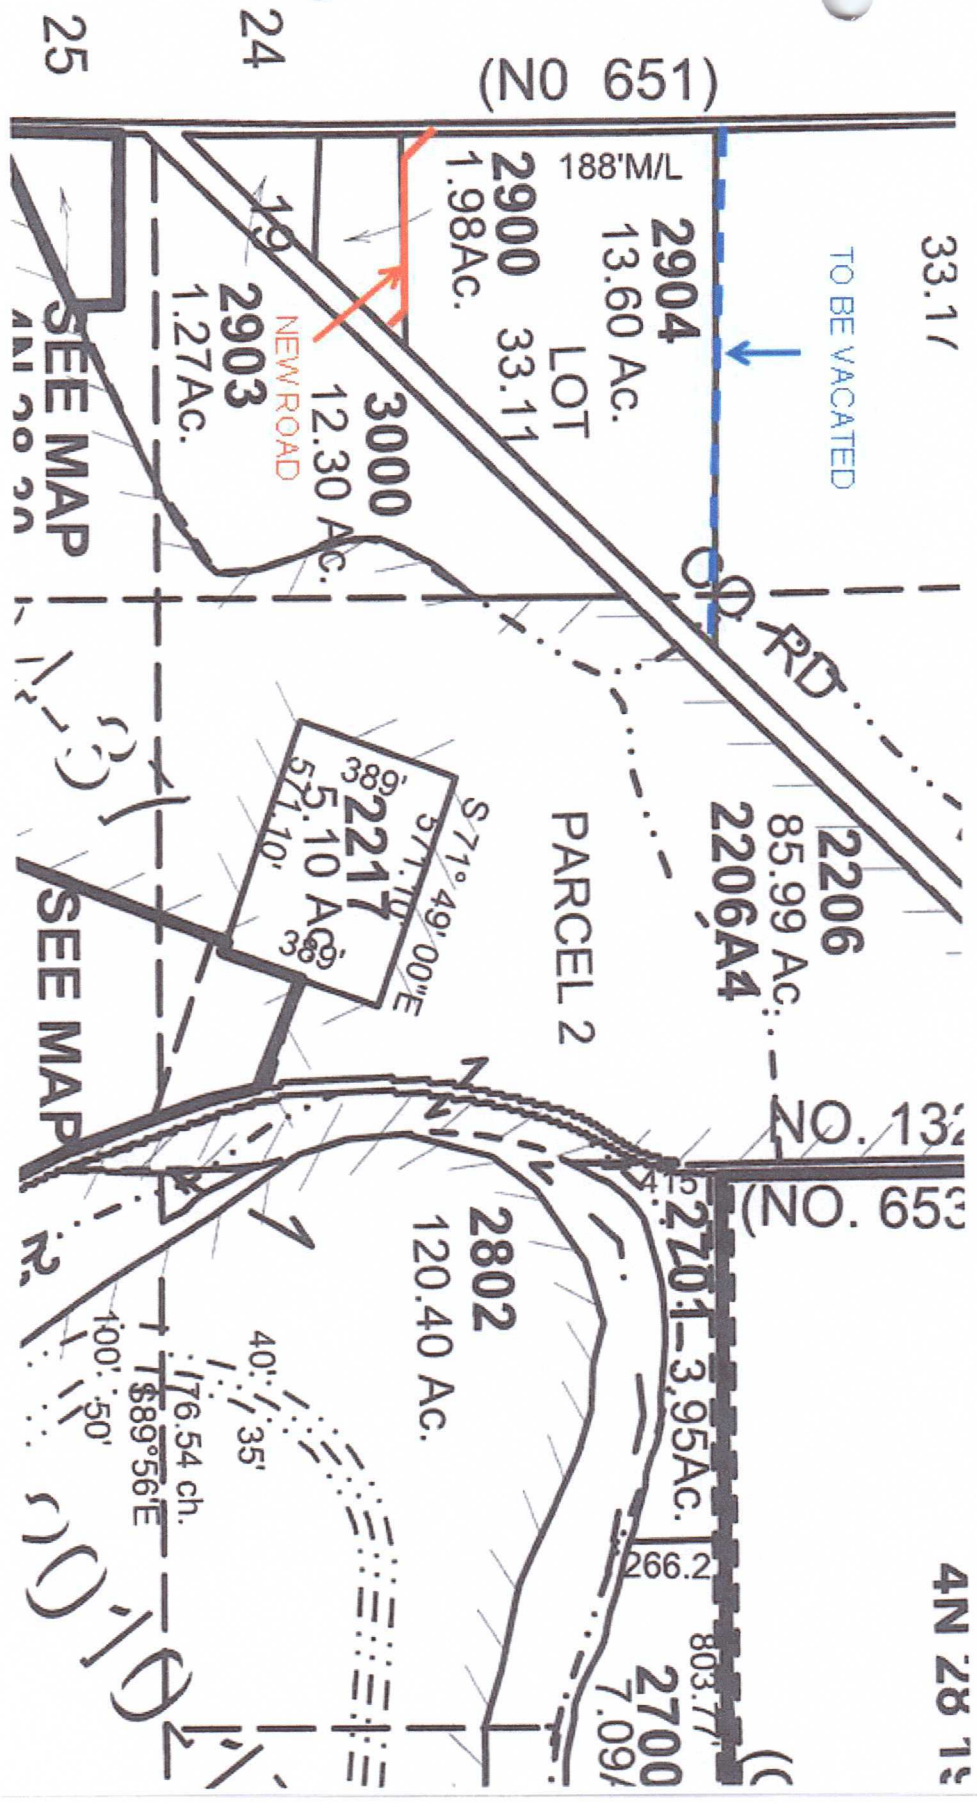 24
25
(N0 651)
33.17
TO BE VACATED
188'M/L
2904
13.60 Ac.
2900
1.98Ac.
LOT
33.11
19
2903
1.27Ac.
NEW ROAD
3000
12.30 Ac.
SEE MAP
CO RD
2206
85.99 Ac.
2206A4
PARCEL 2
S 71° 49' 00"E
571.10'
389'
2217
5.10 Ac.
571.10'
389'
SEE MAP
NO. 132
(NO. 653
415
2701-3.95Ac.
2802
120.40 Ac.
266.2
803.77'
2700
7.09
40'
35'
100'
50'
176.54 ch.
S89°56'E
4N 28